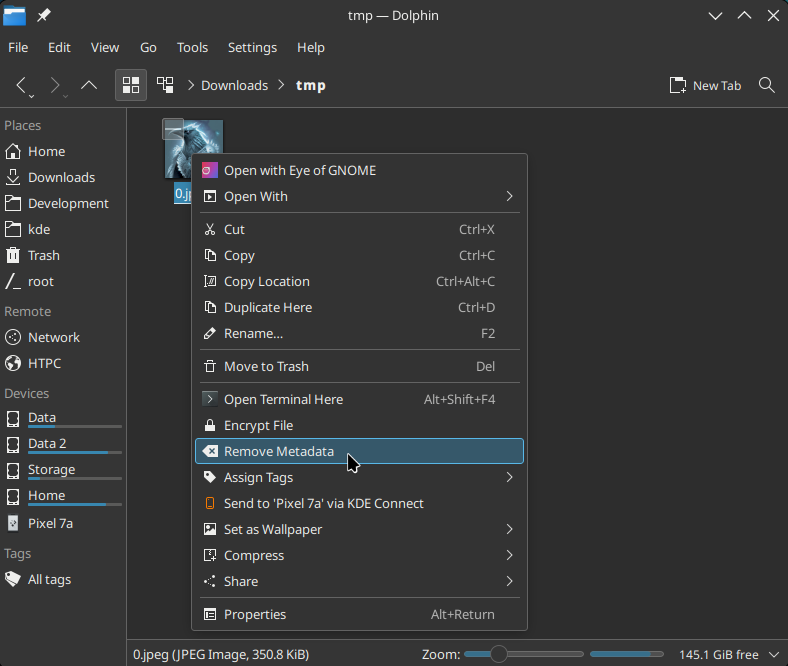 tmp — Dolphin
File Edit View Go Tools Settings Help
Downloads tmp New Tab
Places
Home
Downloads
Development
kde
Trash
root
Remote
Network
HTPC
Devices
Data
Data 2
Storage
Home
Pixel 7a
Tags
All tags
0.j
Open with Eye of GNOME
Open With
Cut Ctrl+X
Copy Ctrl+C
Copy Location Ctrl+Alt+C
Duplicate Here Ctrl+D
Rename... F2
Move to Trash Del
Open Terminal Here Alt+Shift+F4
Encrypt File
Remove Metadata
Assign Tags
Send to 'Pixel 7a' via KDE Connect
Set as Wallpaper
Compress
Share
Properties Alt+Return
0.jpeg (JPEG Image, 350.8 KiB) Zoom: 145.1 GiB free